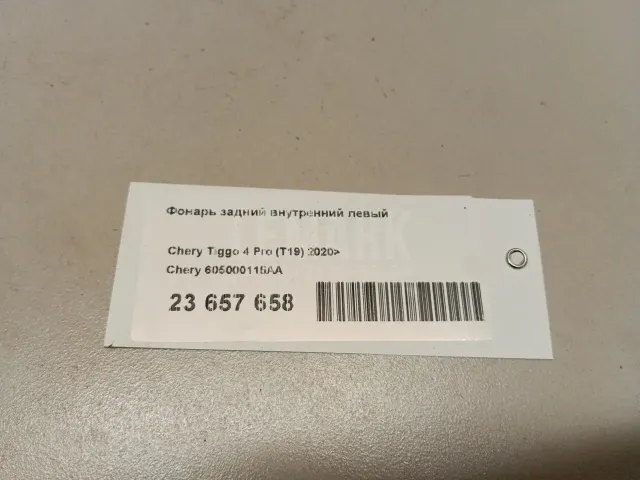 Фонарь задний внутренний левый
Chery Tiggo 4 Pro (T19) 2020>
Chery 605000115AA
23 657 658